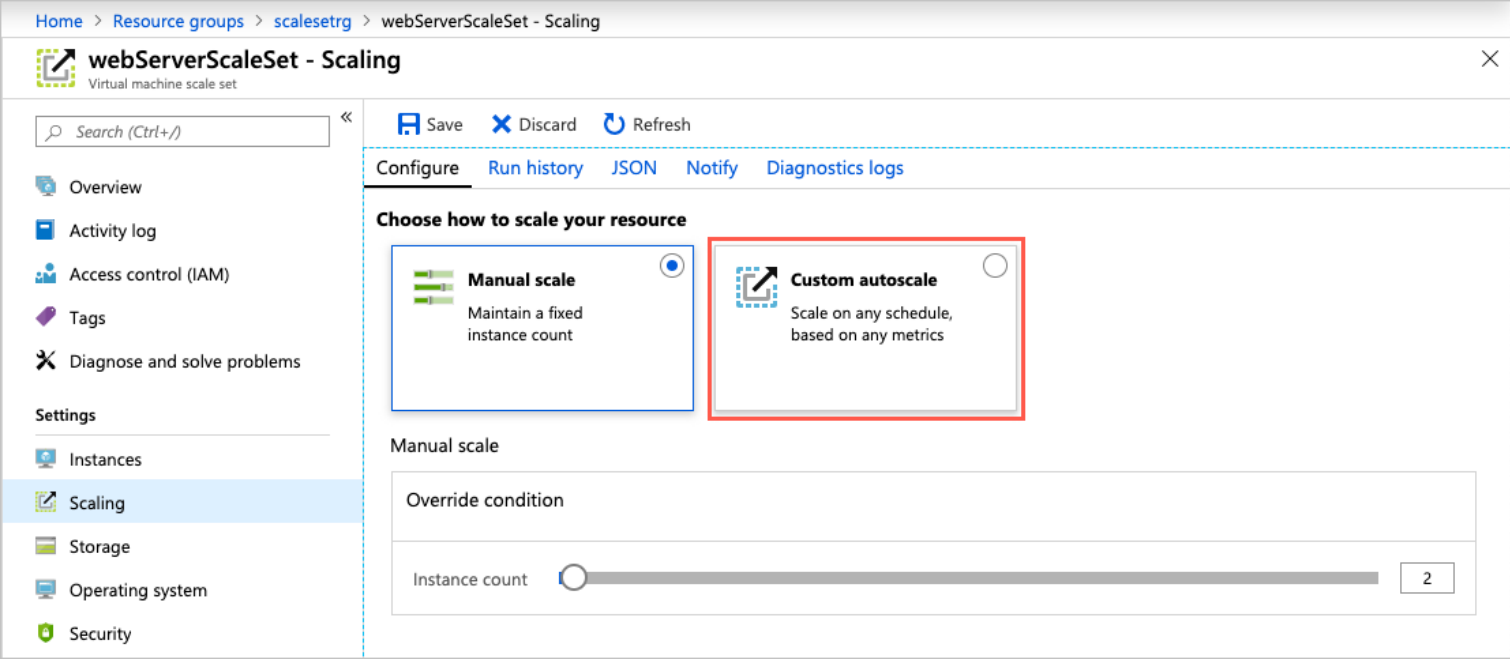 Home > Resource groups > scalesetrg > webServerScaleSet - Scaling
webServerScaleSet - Scaling
Virtual machine scale set
Search (Ctrl+/)
Overview
Activity log
Access control (IAM)
Tags
Diagnose and solve problems
Settings
Instances
Scaling
Storage
Operating system
Security
Save Discard Refresh
Configure Run history JSON Notify Diagnostics logs
Choose how to scale your resource
Manual scale
Maintain a fixed
instance count
Custom autoscale
Scale on any schedule,
based on any metrics
Manual scale
Override condition
Instance count 2